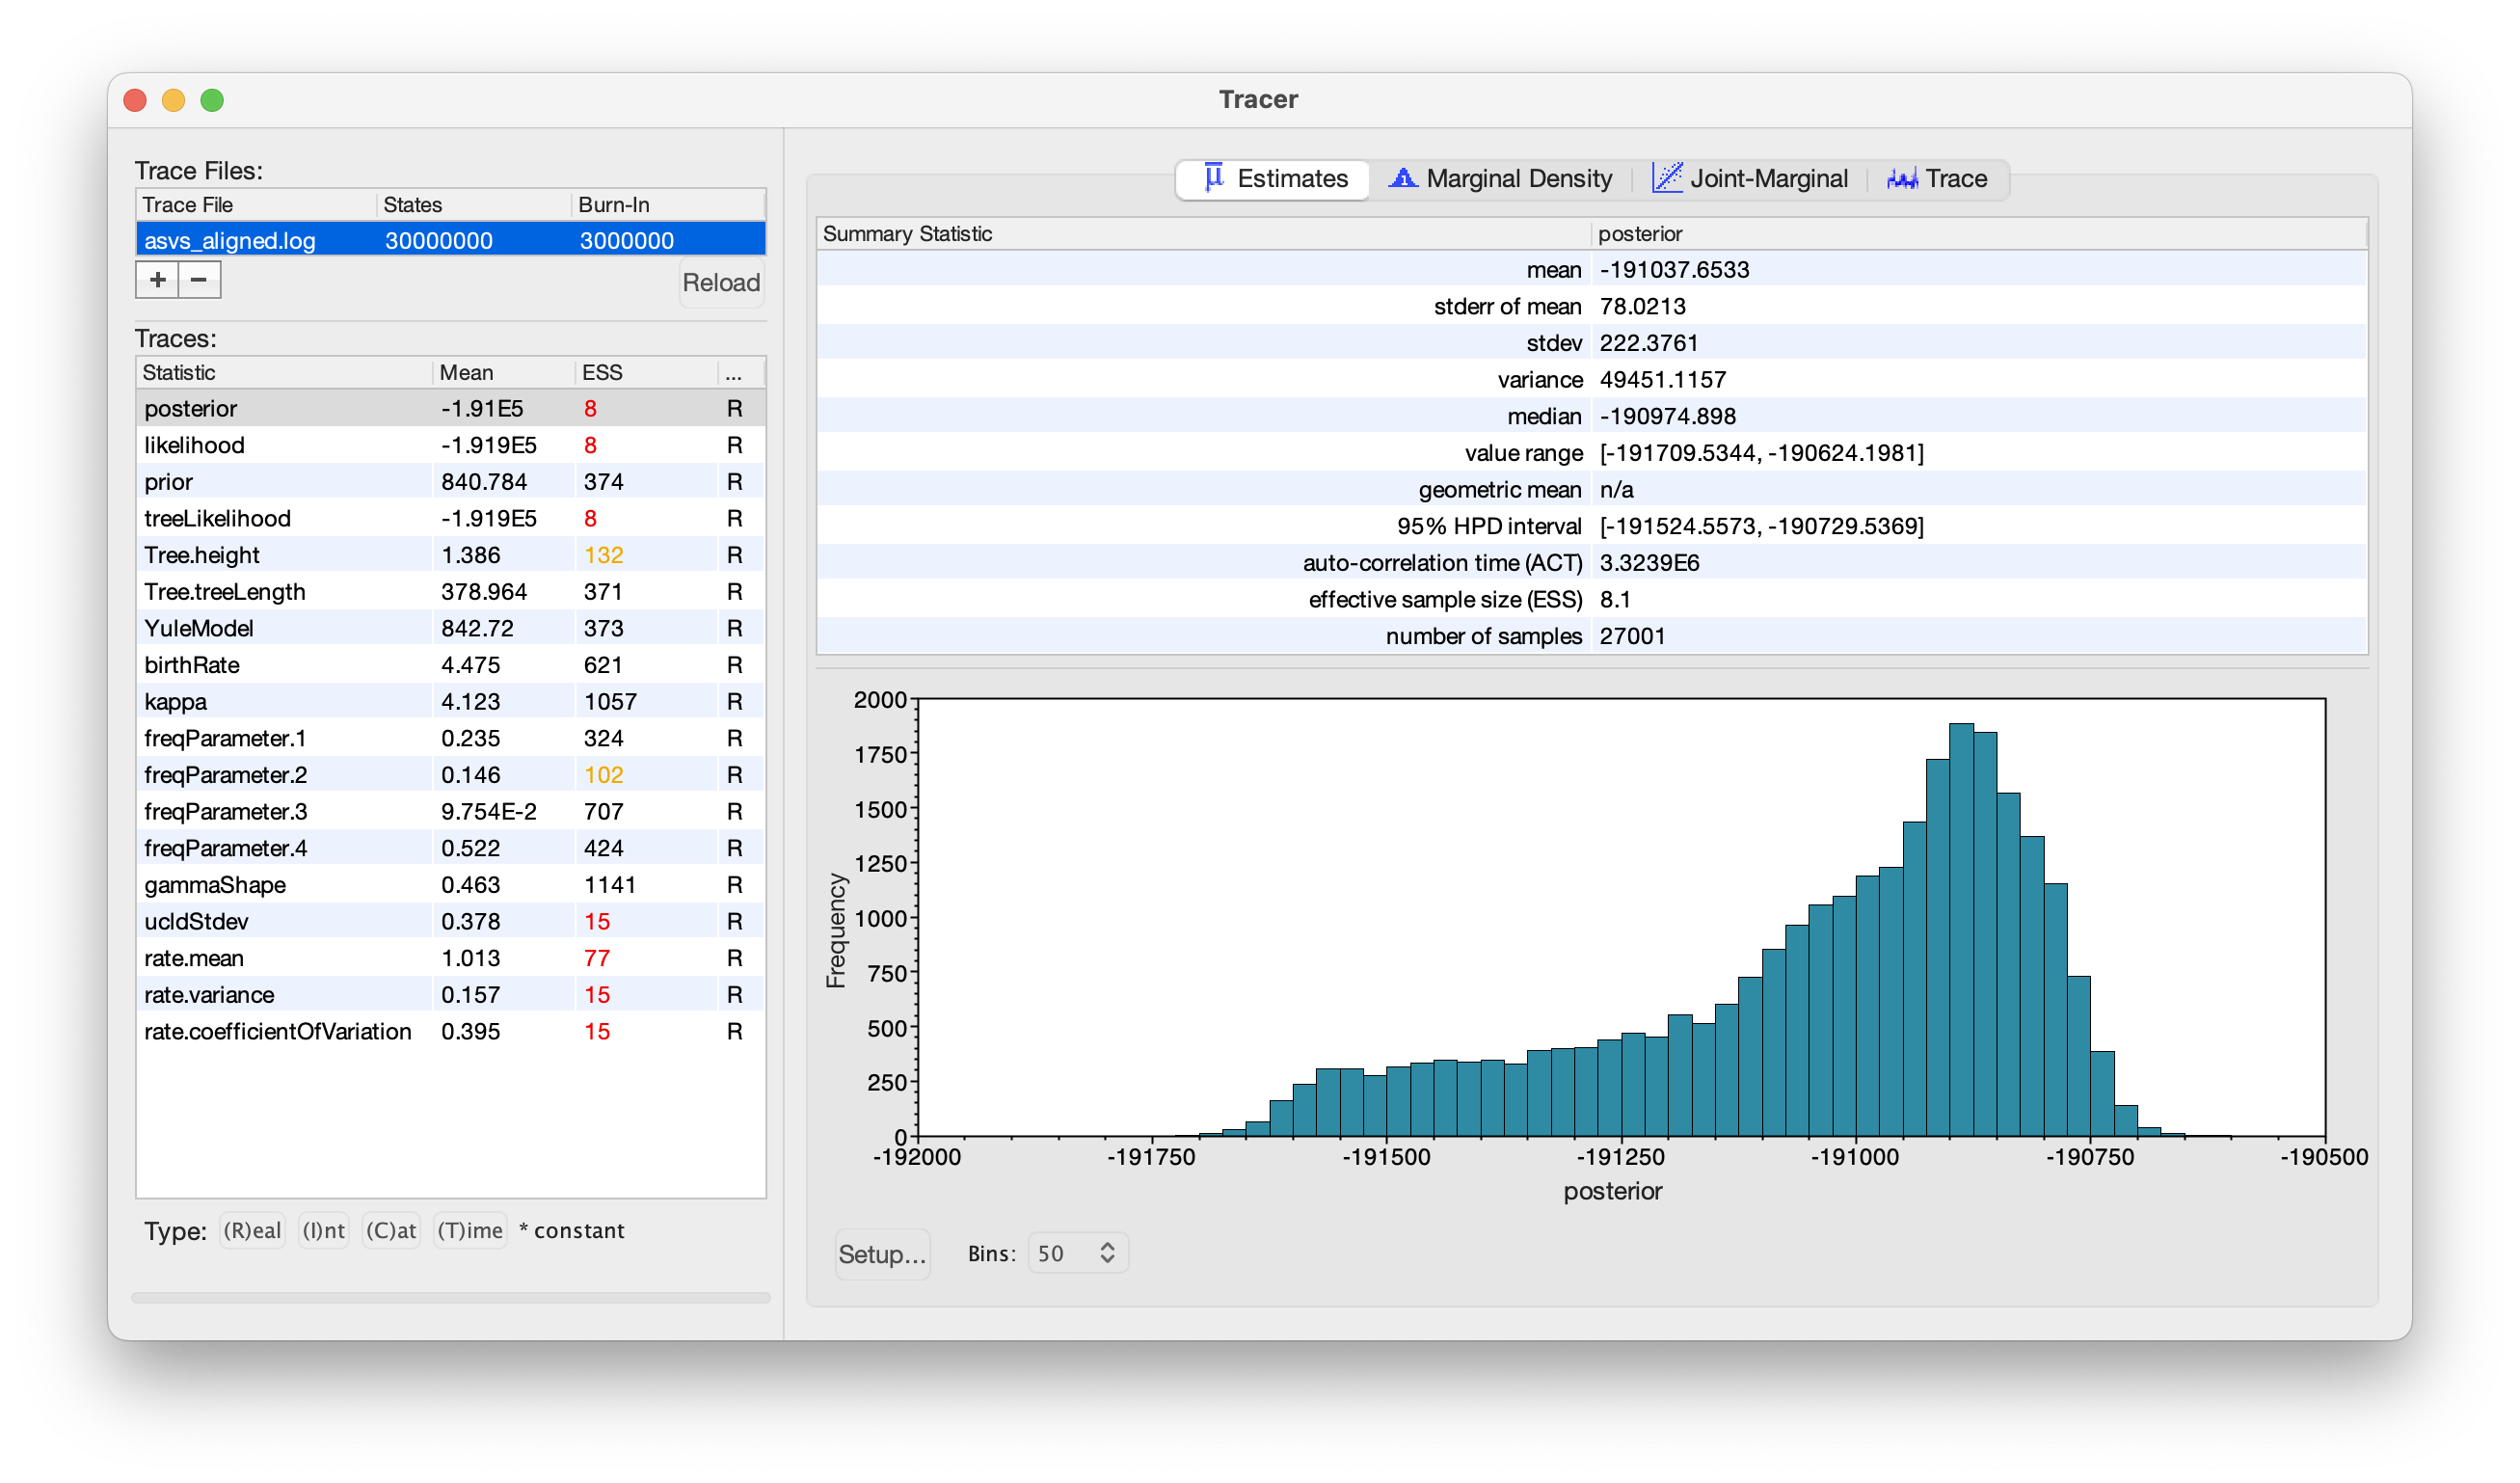 Tracer
Trace Files:
Trace File States Burn-In
asvs_aligned.log 30000000 3000000
+ − Reload
Traces:
Statistic Mean ESS ...
posterior -1.91E5 8 R
likelihood -1.919E5 8 R
prior 840.784 374 R
treeLikelihood -1.919E5 8 R
Tree.height 1.386 132 R
Tree.treeLength 378.964 371 R
YuleModel 842.72 373 R
birthRate 4.475 621 R
kappa 4.123 1057 R
freqParameter.1 0.235 324 R
freqParameter.2 0.146 102 R
freqParameter.3 9.754E-2 707 R
freqParameter.4 0.522 424 R
gammaShape 0.463 1141 R
ucldStdev 0.378 15 R
rate.mean 1.013 77 R
rate.variance 0.157 15 R
rate.coefficientOfVariation 0.395 15 R
Type: (R)eal (I)nt (C)at (T)ime * constant
Estimates Marginal Density Joint-Marginal Trace
Summary Statistic posterior
mean -191037.6533
stderr of mean 78.0213
stdev 222.3761
variance 49451.1157
median -190974.898
value range [-191709.5344, -190624.1981]
geometric mean n/a
95% HPD interval [-191524.5573, -190729.5369]
auto-correlation time (ACT) 3.3239E6
effective sample size (ESS) 8.1
number of samples 27001
Frequency
2000
1750
1500
1250
1000
750
500
250
0
-192000 -191750 -191500 -191250 -191000 -190750 -190500
posterior
Setup... Bins: 50